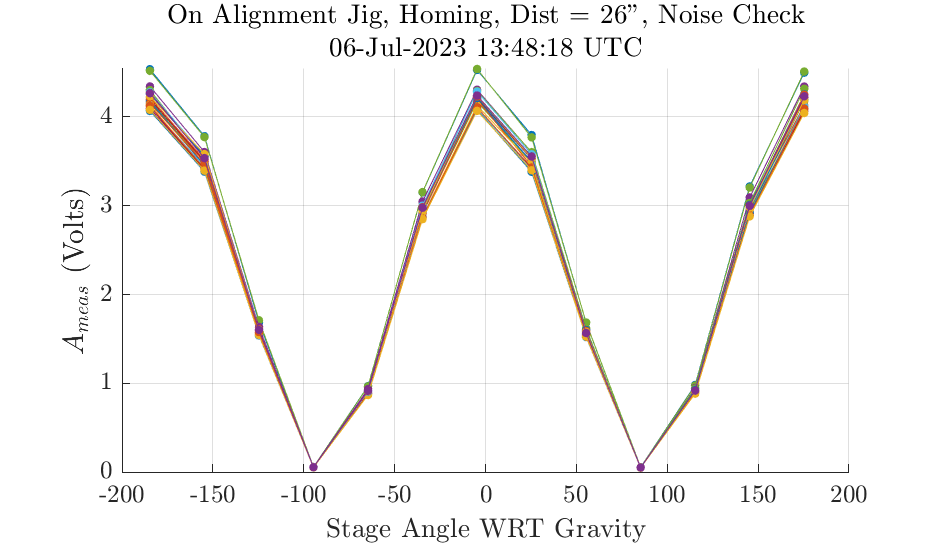 On Alignment Jig, Homing, Dist = 26”, Noise Check
06-Jul-2023 13:48:18 UTC
A_meas (Volts)
4
3
2
1
0
-200 -150 -100 -50 0 50 100 150 200
Stage Angle WRT Gravity